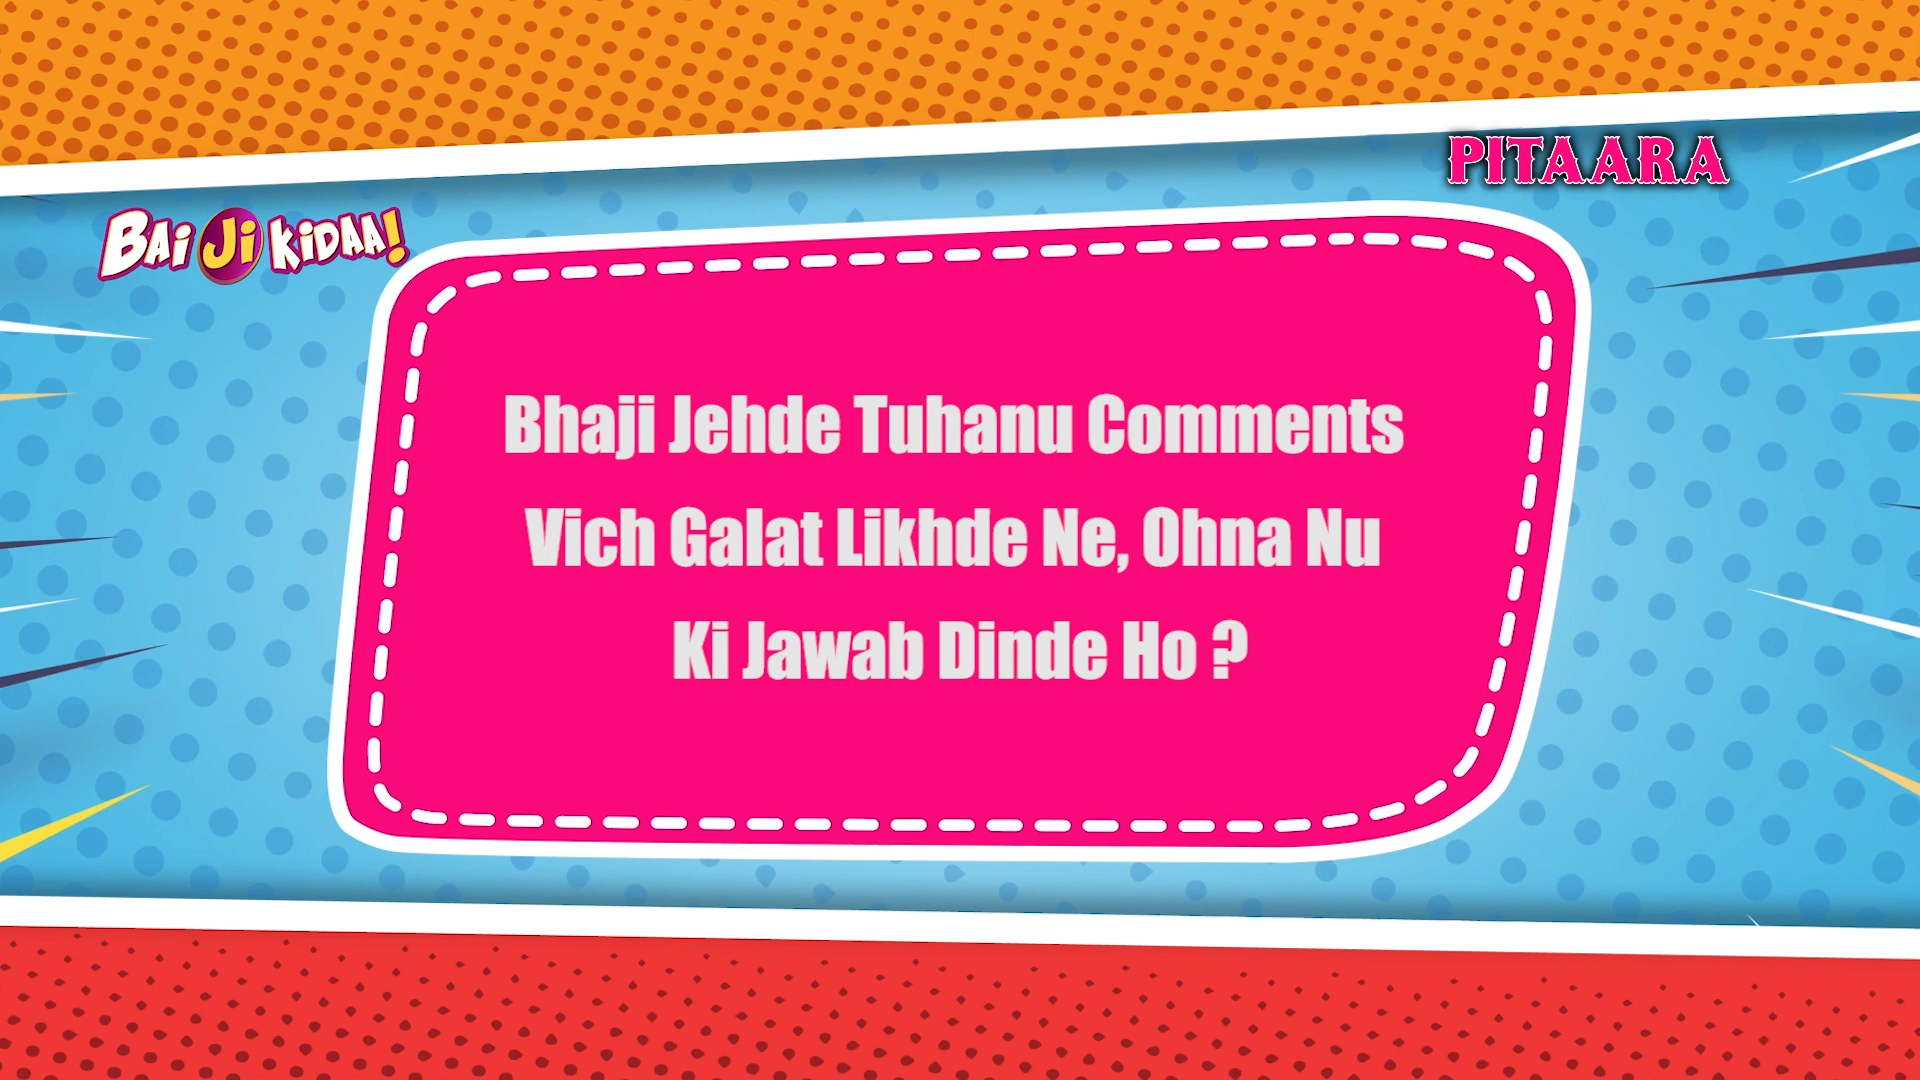 PITAARA
BAi Ji KiDAA!
Bhaji Jehde Tuhanu Comments
Vich Galat Likhde Ne, Ohna Nu
Ki Jawab Dinde Ho ?